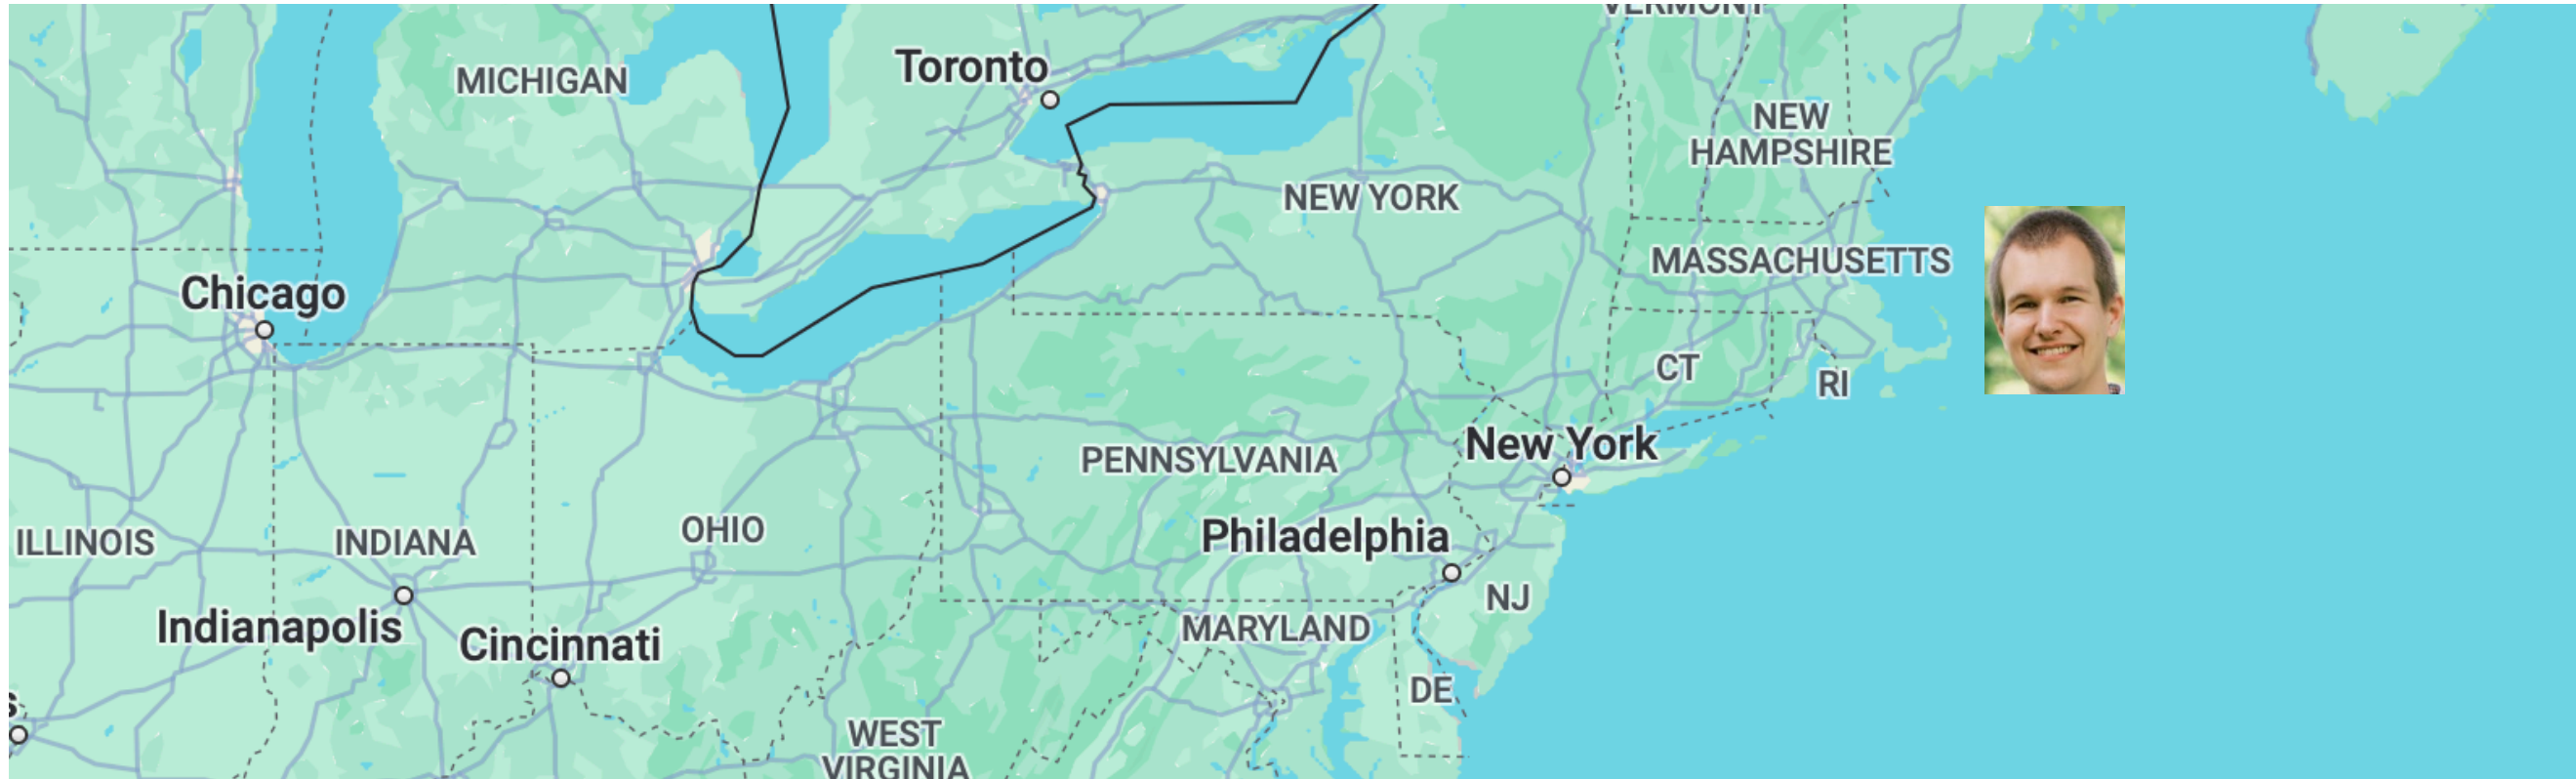 VERMONT
Toronto
MICHIGAN
NEW
HAMPSHIRE
NEW YORK
MASSACHUSETTS
Chicago
CT
RI
New York
PENNSYLVANIA
ILLINOIS
INDIANA
OHIO
Philadelphia
NJ
Indianapolis
Cincinnati
MARYLAND
DE
s
WEST
VIRGINIA